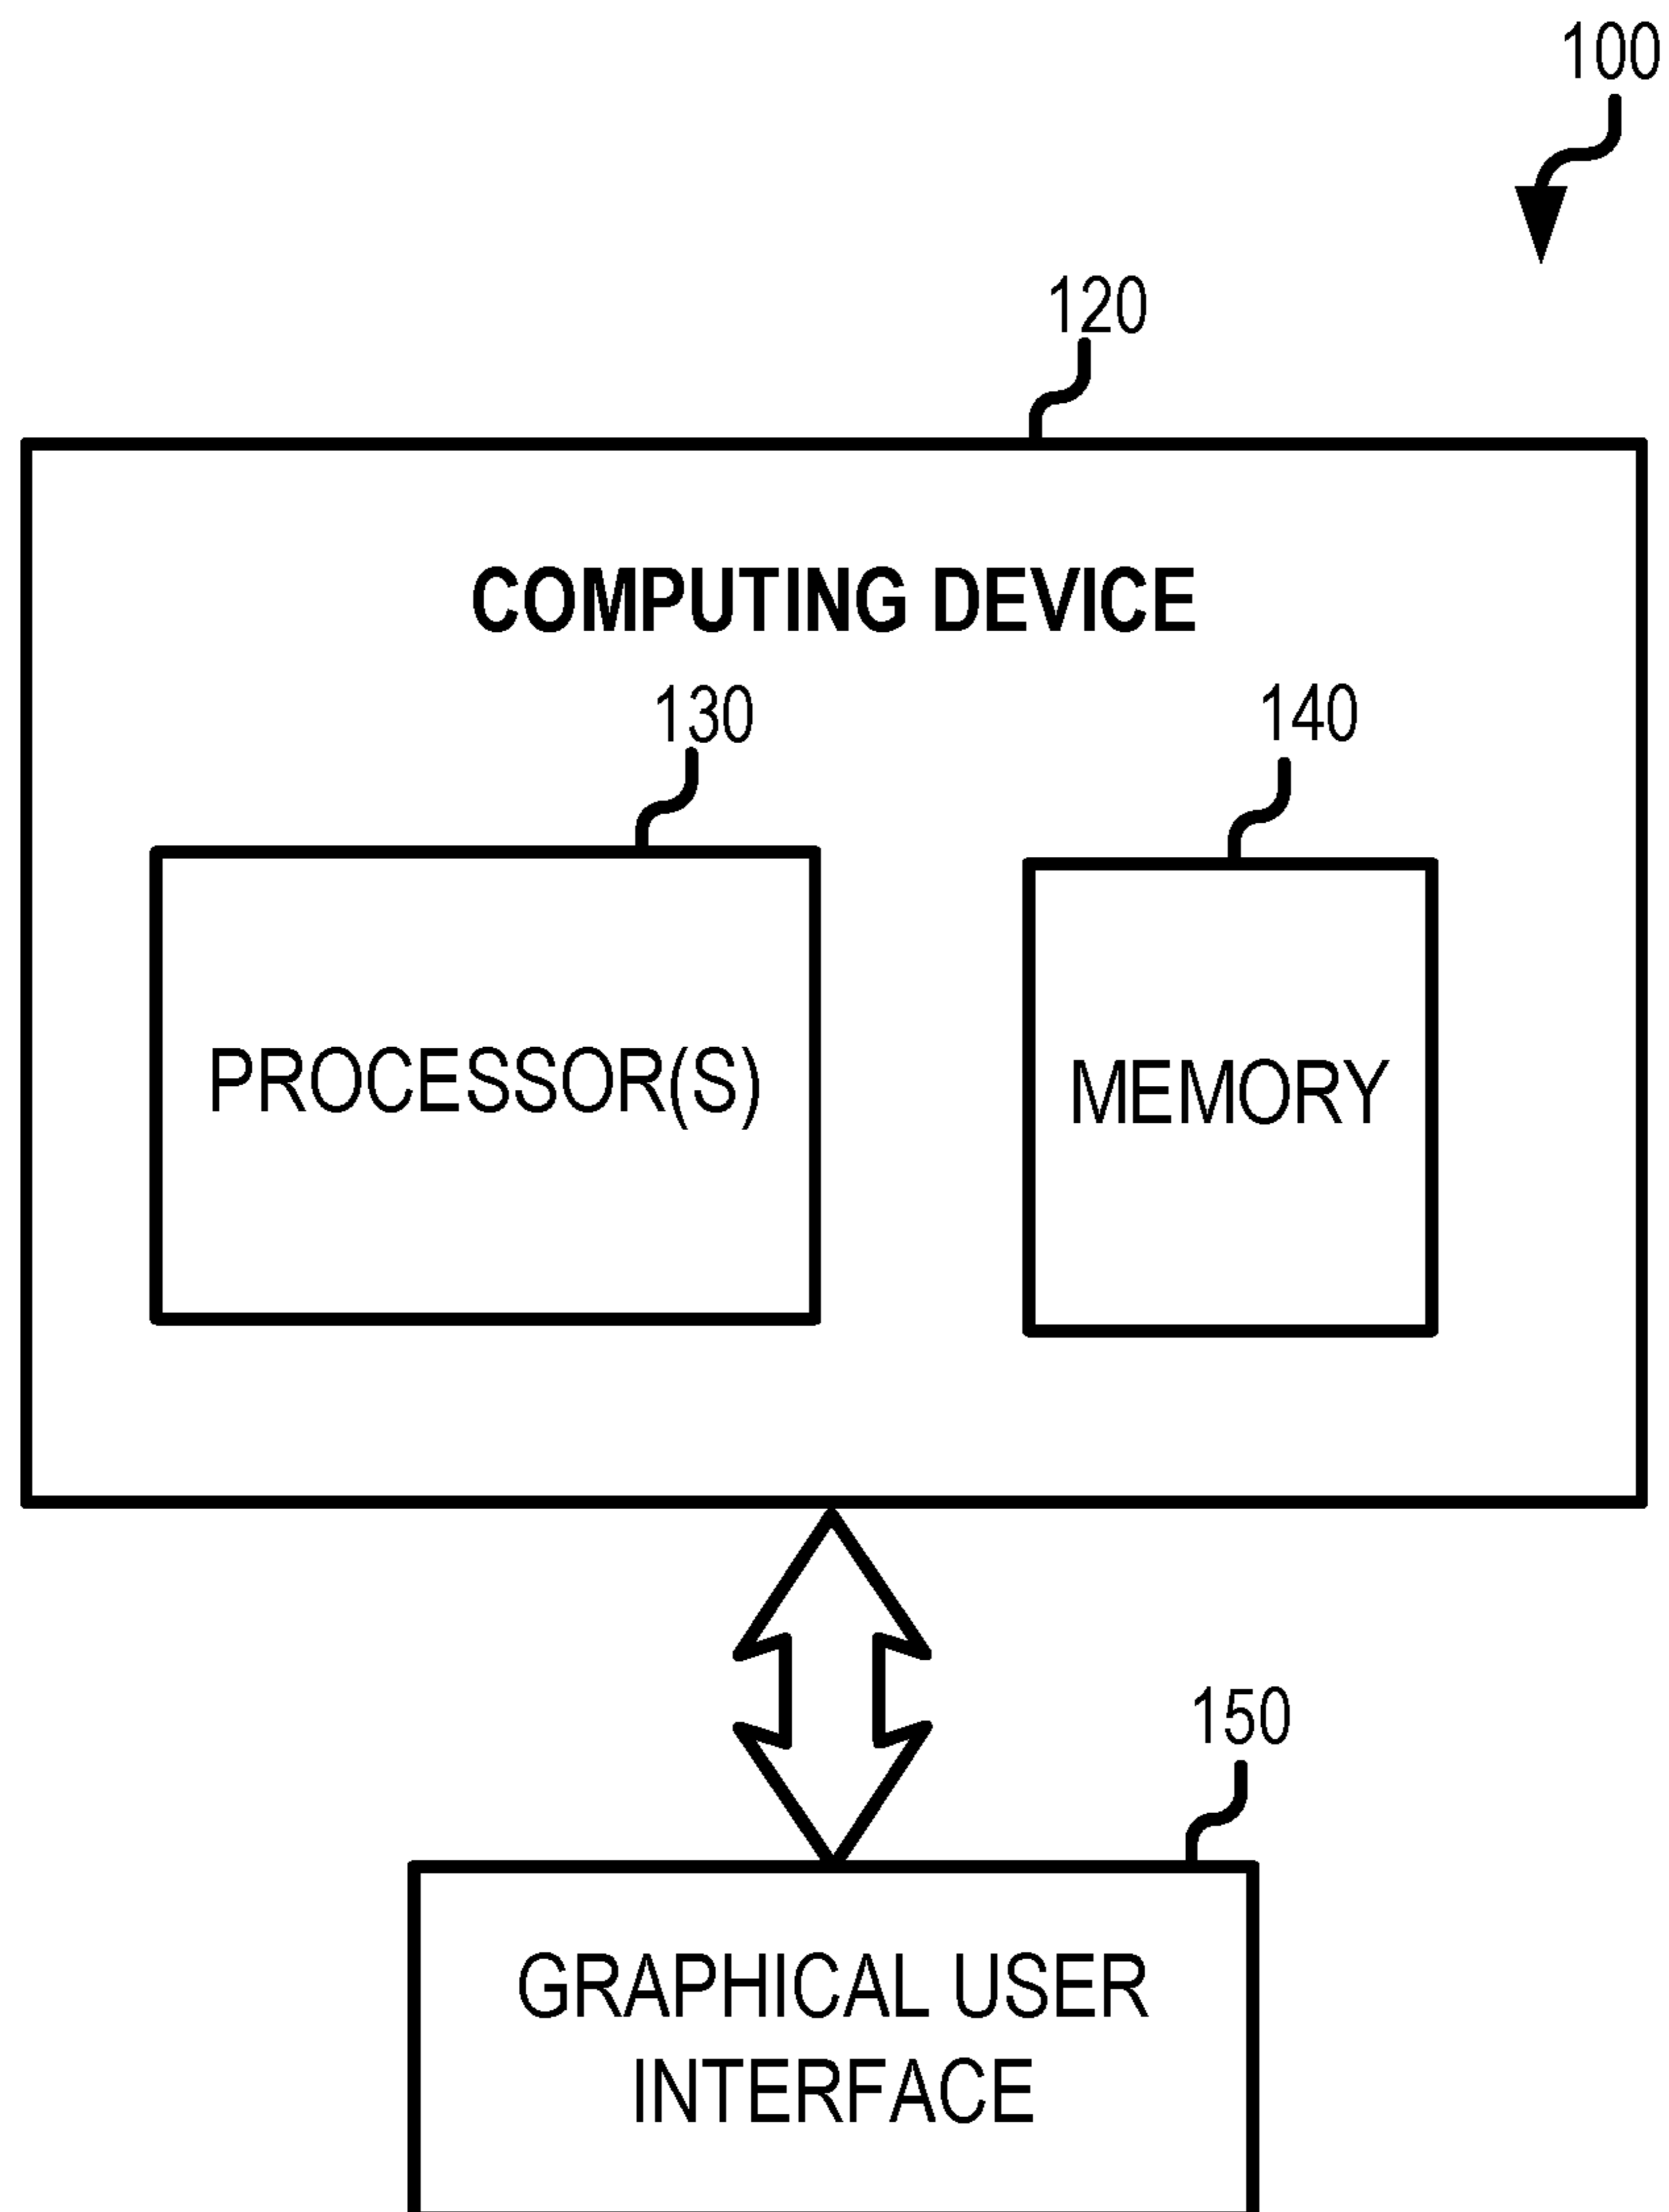 100
120
COMPUTING DEVICE
130
140
PROCESSOR(S)
MEMORY
150
GRAPHICAL USER
INTERFACE